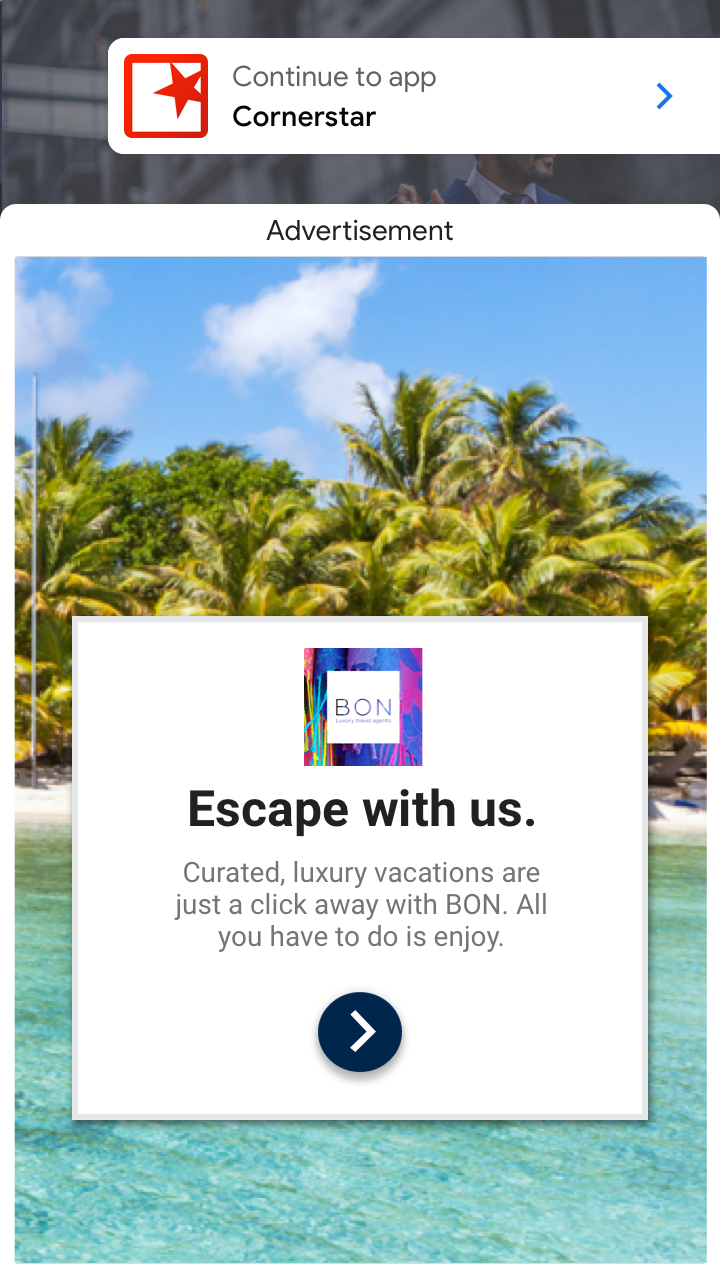 Continue to app
Cornerstar
Advertisement
BON
Luxury travel agents
Escape with us.
Curated, luxury vacations are
just a click away with BON. All
you have to do is enjoy.